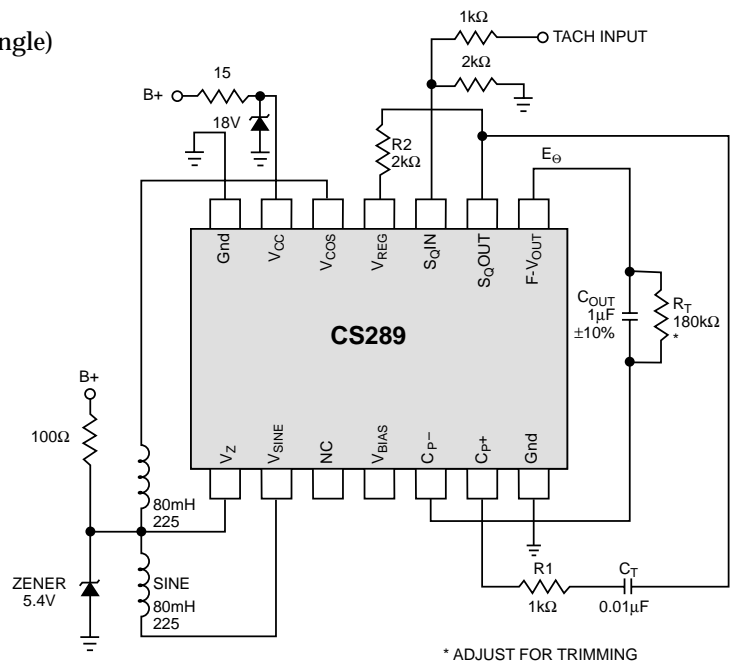 ngle)
1kΩ
TACH INPUT
2kΩ
15
B+
18V
R2
2kΩ
EΘ
Gnd
VCC
VCOS
VREG
SQIN
SQOUT
F-VOUT
COUT
1µF
±10%
RT
180kΩ
*
CS289
B+
100Ω
VZ
VSINE
NC
VBIAS
CP–
CP+
Gnd
80mH
225
ZENER
5.4V
SINE
80mH
225
R1
1kΩ
CT
0.01µF
* ADJUST FOR TRIMMING